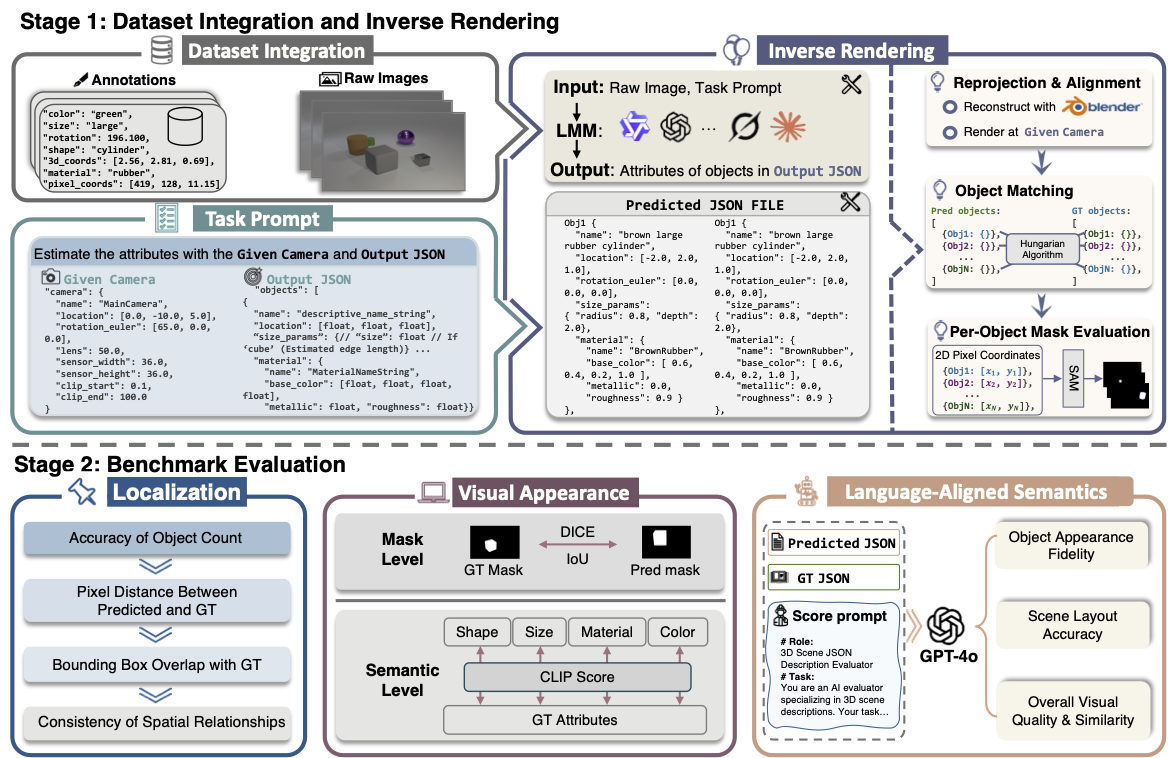 Stage 1: Dataset Integration and Inverse Rendering
Dataset Integration
Annotations
Raw Images
"color": "green",
"size": "large",
"rotation": 196.100,
"shape": "cylinder",
"3d_coords": [2.56, 2.81, 0.69],
"material": "rubber",
"pixel_coords": [419, 128, 11.15]
Task Prompt
Estimate the attributes with the Given Camera and Output JSON
Given Camera
"camera": {
"name": "MainCamera",
"location": [0.0, -10.0, 5.0],
"rotation_euler": [65.0, 0.0,
0.0],
"lens": 50.0,
"sensor_width": 36.0,
"sensor_height": 36.0,
"clip_start": 0.1,
"clip_end": 100.0
}
Output JSON
"objects": [
{
"name": "descriptive_name_string",
"location": [float, float, float],
"size_params": {// "size": float // If
‘cube’ (Estimated edge length)} ...
"material": {
"name": "MaterialNameString",
"base_color": [float, float, float,
float],
"metallic": float, "roughness": float}}
Inverse Rendering
Input: Raw Image, Task Prompt
LMM:
...
Output: Attributes of objects in Output JSON
Predicted JSON FILE
Obj1 {
"name": "brown large
rubber cylinder",
"location": [-2.0, 2.0,
1.0],
"rotation_euler": [0.0,
0.0, 0.0],
"size_params":
{ "radius": 0.8, "depth":
2.0},
"material": {
"name": "BrownRubber",
"base_color": [ 0.6,
0.4, 0.2, 1.0 ],
"metallic": 0.0,
"roughness": 0.9 }
},
Obj1 {
"name": "brown large
rubber cylinder",
"location": [-2.0, 2.0,
1.0],
"rotation_euler": [0.0,
0.0, 0.0],
"size_params":
{ "radius": 0.8, "depth":
2.0},
"material": {
"name": "BrownRubber",
"base_color": [ 0.6,
0.4, 0.2, 1.0 ],
"metallic": 0.0,
"roughness": 0.9 }
},
Reprojection & Alignment
Reconstruct with blender
Render at Given Camera
Object Matching
Pred objects:
[
{Obj1: {}},
{Obj2: {}},
...
{ObjN: {}},
]
Hungarian
Algorithm
GT objects:
[
{Obj1: {}},
{Obj2: {}},
...
{ObjN: {}},
]
Per-Object Mask Evaluation
2D Pixel Coordinates
{Obj1: [x₁, y₁]},
{Obj2: [x₂, y₂]},
...
{ObjN: [x_N, y_N]},
SAM
Stage 2: Benchmark Evaluation
Localization
Accuracy of Object Count
Pixel Distance Between
Predicted and GT
Bounding Box Overlap with GT
Consistency of Spatial Relationships
Visual Appearance
Mask
Level
GT Mask
DICE
IoU
Pred mask
Semantic
Level
Shape
Size
Material
Color
CLIP Score
GT Attributes
Language-Aligned Semantics
Predicted JSON
GT JSON
Score prompt
# Role:
3D Scene JSON
Description Evaluator
# Task:
You are an AI evaluator
specializing in 3D scene
descriptions. Your task...
GPT-4o
Object Appearance
Fidelity
Scene Layout
Accuracy
Overall Visual
Quality & Similarity